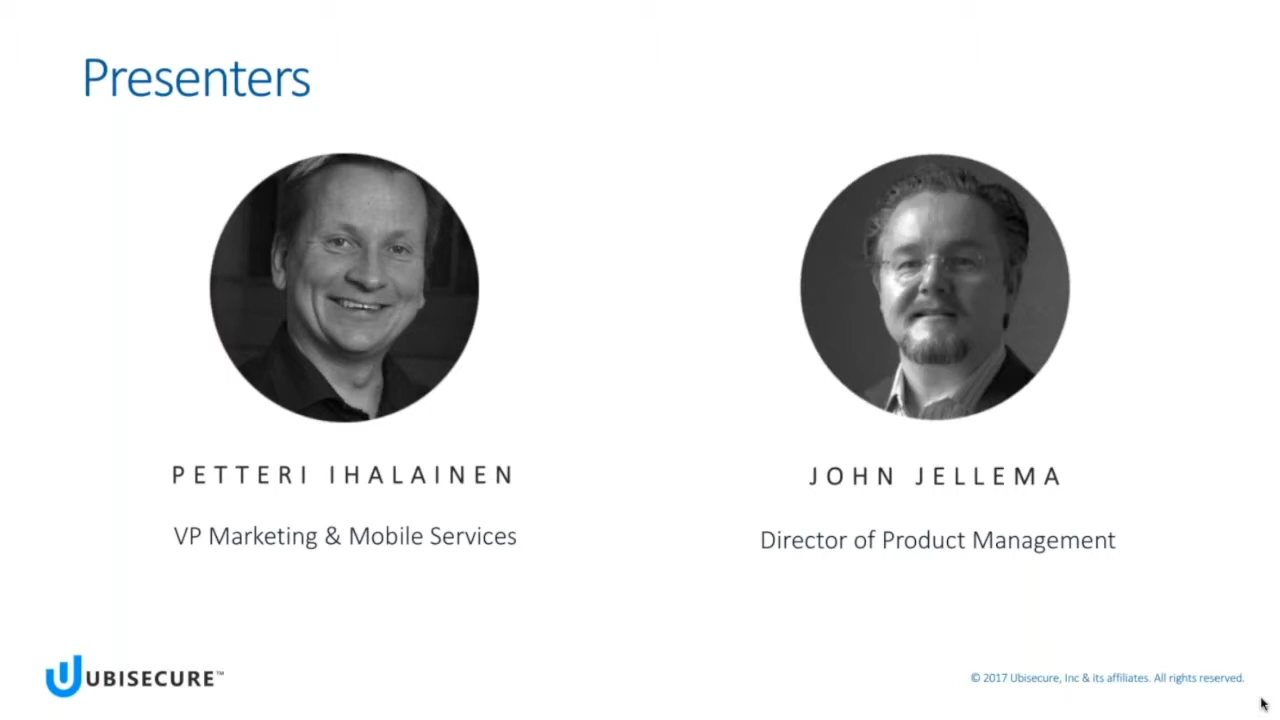 Presenters
PETTERI IHALAINEN
JOHN JELLEMA
VP Marketing & Mobile Services
Director of Product Management
UBISECURE™
© 2017 Ubisecure, Inc & its affiliates. All rights reserved.